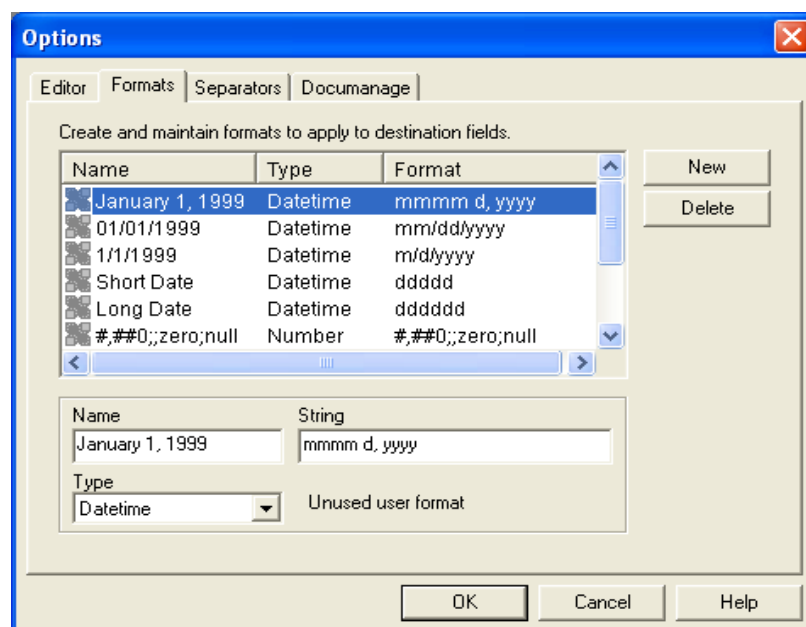 Options
Editor Formats Separators Documanage
Create and maintain formats to apply to destination fields.
Name Type Format
January 1, 1999 Datetime mmmm d, yyyy
01/01/1999 Datetime mm/dd/yyyy
1/1/1999 Datetime m/d/yyyy
Short Date Datetime ddddd
Long Date Datetime dddddd
#,##0;;zero;null Number #,##0;;zero;null
New
Delete
Name String
January 1, 1999 mmmm d, yyyy
Type
Datetime Unused user format
OK Cancel Help